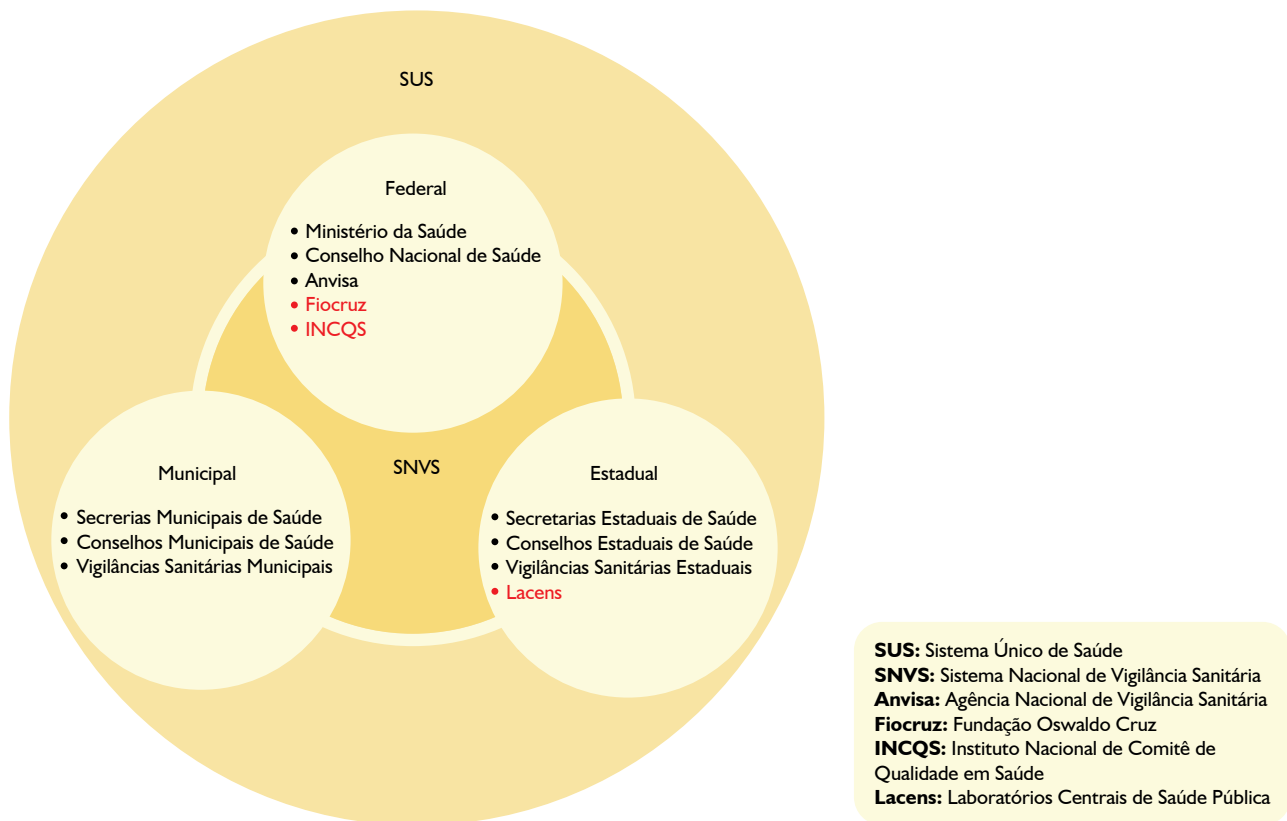 SUS
Federal
• Ministério da Saúde
• Conselho Nacional de Saúde
• Anvisa
• Fiocruz
• INCQS
SNVS
Municipal
• Secrerias Municipais de Saúde
• Conselhos Municipais de Saúde
• Vigilâncias Sanitárias Municipais
Estadual
• Secretarias Estaduais de Saúde
• Conselhos Estaduais de Saúde
• Vigilâncias Sanitárias Estaduais
• Lacens
SUS: Sistema Único de Saúde
SNVS: Sistema Nacional de Vigilância Sanitária
Anvisa: Agência Nacional de Vigilância Sanitária
Fiocruz: Fundação Oswaldo Cruz
INCQS: Instituto Nacional de Comitê de
Qualidade em Saúde
Lacens: Laboratórios Centrais de Saúde Pública